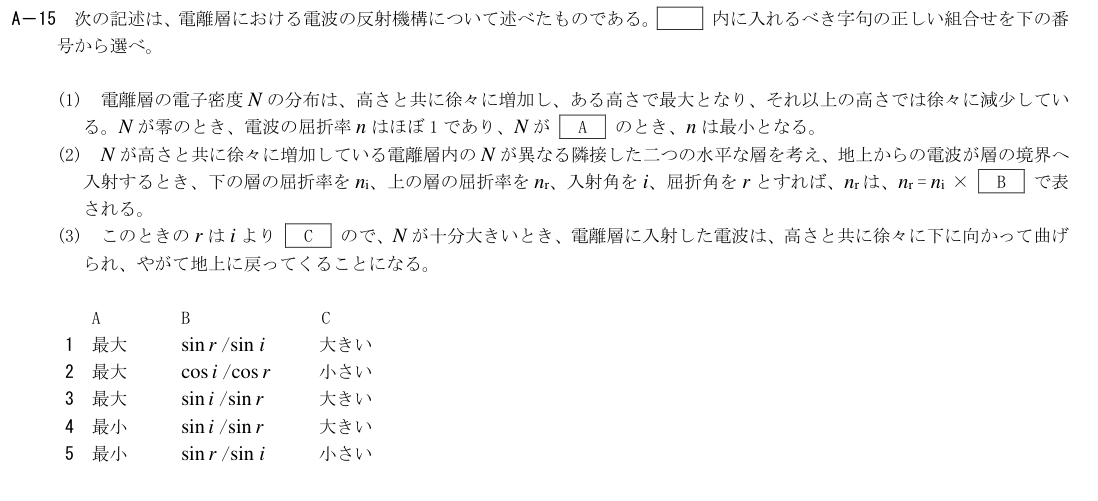 A－15　次の記述は、電離層における電波の反射機構について述べたものである。　　内に入れるべき字句の正しい組合せを下の番
号から選べ。
(1)　電離層の電子密度 N の分布は、高さと共に徐々に増加し、ある高さで最大となり、それ以上の高さでは徐々に減少してい
る。N が零のとき、電波の屈折率 n はほぼ 1 であり、N が A のとき、n は最小となる。
(2)　N が高さと共に徐々に増加している電離層内の N が異なる隣接した二つの水平な層を考え、地上からの電波が層の境界へ
入射するとき、下の層の屈折率を ni、上の層の屈折率を nr、入射角を i、屈折角を r とすれば、nr は、nr = ni × B で表
される。
(3)　このときの r は i より C ので、N が十分大きいとき、電離層に入射した電波は、高さと共に徐々に下に向かって曲げ
られ、やがて地上に戻ってくることになる。
A　B　C
1　最大　sin r /sin i　大きい
2　最大　cos i /cos r　小さい
3　最大　sin i /sin r　大きい
4　最小　sin i /sin r　大きい
5　最小　sin r /sin i　小さい